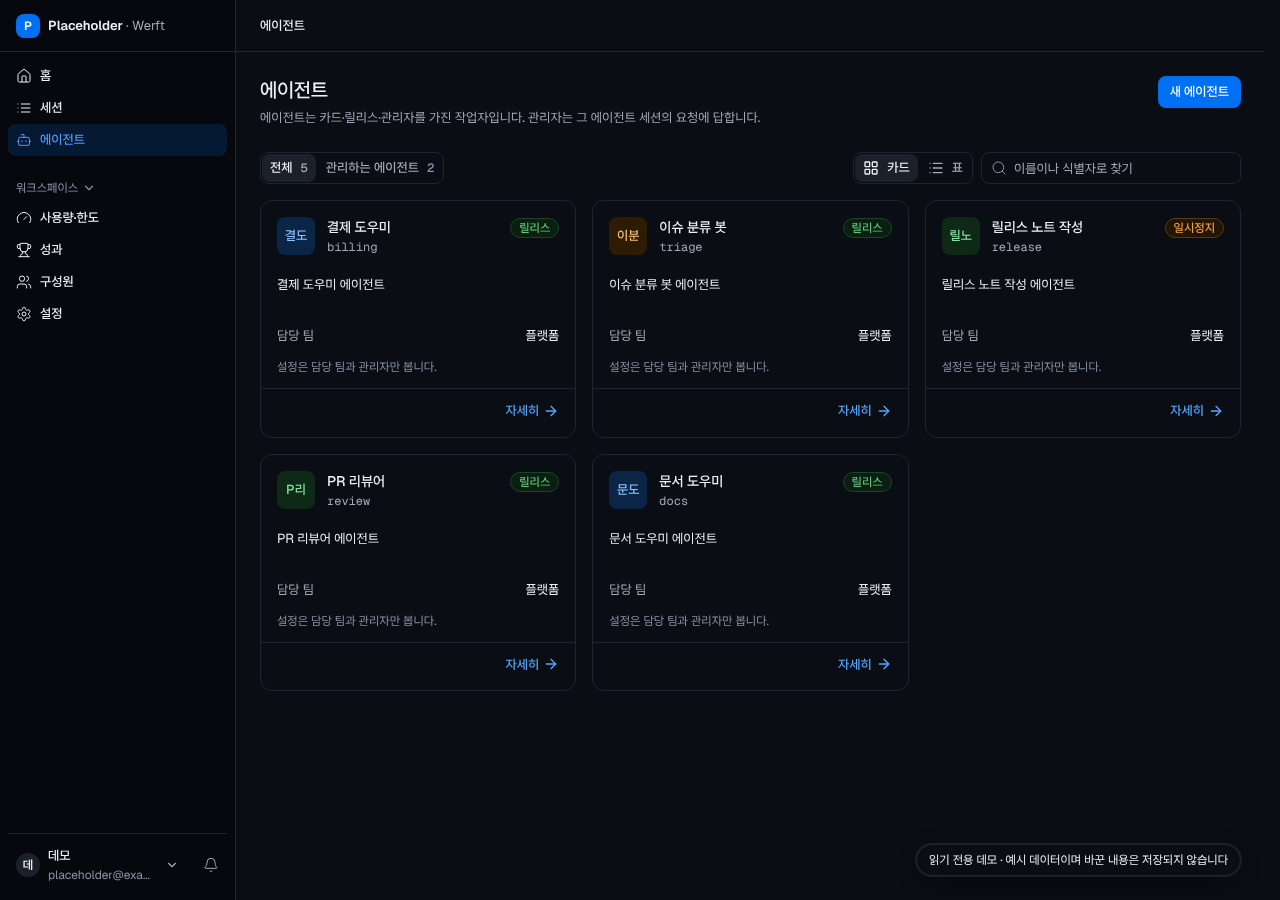 P Placeholder · Werft
홈
세션
에이전트
워크스페이스
사용량·한도
성과
구성원
설정
데 데모
placeholder@exa…
에이전트
에이전트
에이전트는 카드·릴리스·관리자를 가진 작업자입니다. 관리자는 그 에이전트 세션의 요청에 답합니다.
새 에이전트
전체 5 관리하는 에이전트 2
카드 표 이름이나 식별자로 찾기
결도 결제 도우미 릴리스
billing
결제 도우미 에이전트
담당 팀 플랫폼
설정은 담당 팀과 관리자만 봅니다.
자세히
이분 이슈 분류 봇 릴리스
triage
이슈 분류 봇 에이전트
담당 팀 플랫폼
설정은 담당 팀과 관리자만 봅니다.
자세히
릴노 릴리스 노트 작성 일시정지
release
릴리스 노트 작성 에이전트
담당 팀 플랫폼
설정은 담당 팀과 관리자만 봅니다.
자세히
P리 PR 리뷰어 릴리스
review
PR 리뷰어 에이전트
담당 팀 플랫폼
설정은 담당 팀과 관리자만 봅니다.
자세히
문도 문서 도우미 릴리스
docs
문서 도우미 에이전트
담당 팀 플랫폼
설정은 담당 팀과 관리자만 봅니다.
자세히
읽기 전용 데모 · 예시 데이터이며 바꾼 내용은 저장되지 않습니다